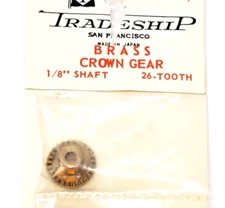 TRADESHIP
SAN FRANCISCO
MADE IN JAPAN
BRASS
CROWN GEAR
1/8" SHAFT 26-TOOTH